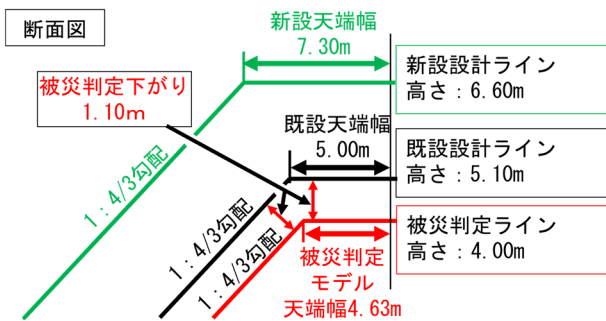 断面図
新設天端幅
7.30m
新設設計ライン
高さ：6.60m
被災判定下がり
1.10m
既設天端幅
5.00m
既設設計ライン
高さ：5.10m
1：4/3勾配
1：4/3勾配
1：4/3勾配
被災判定ライン
高さ：4.00m
被災判定
モデル
天端幅4.63m